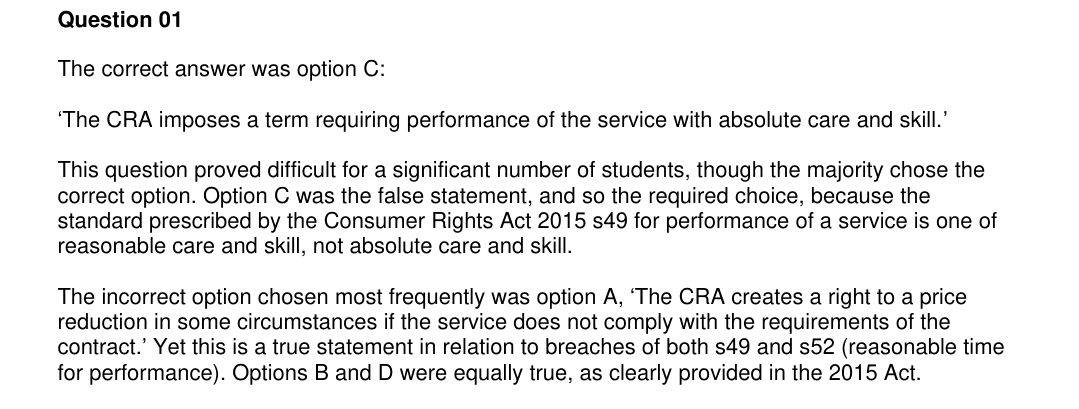 Question 01
The correct answer was option C:
‘The CRA imposes a term requiring performance of the service with absolute care and skill.’
This question proved difficult for a significant number of students, though the majority chose the
correct option. Option C was the false statement, and so the required choice, because the
standard prescribed by the Consumer Rights Act 2015 s49 for performance of a service is one of
reasonable care and skill, not absolute care and skill.
The incorrect option chosen most frequently was option A, ‘The CRA creates a right to a price
reduction in some circumstances if the service does not comply with the requirements of the
contract.’ Yet this is a true statement in relation to breaches of both s49 and s52 (reasonable time
for performance). Options B and D were equally true, as clearly provided in the 2015 Act.